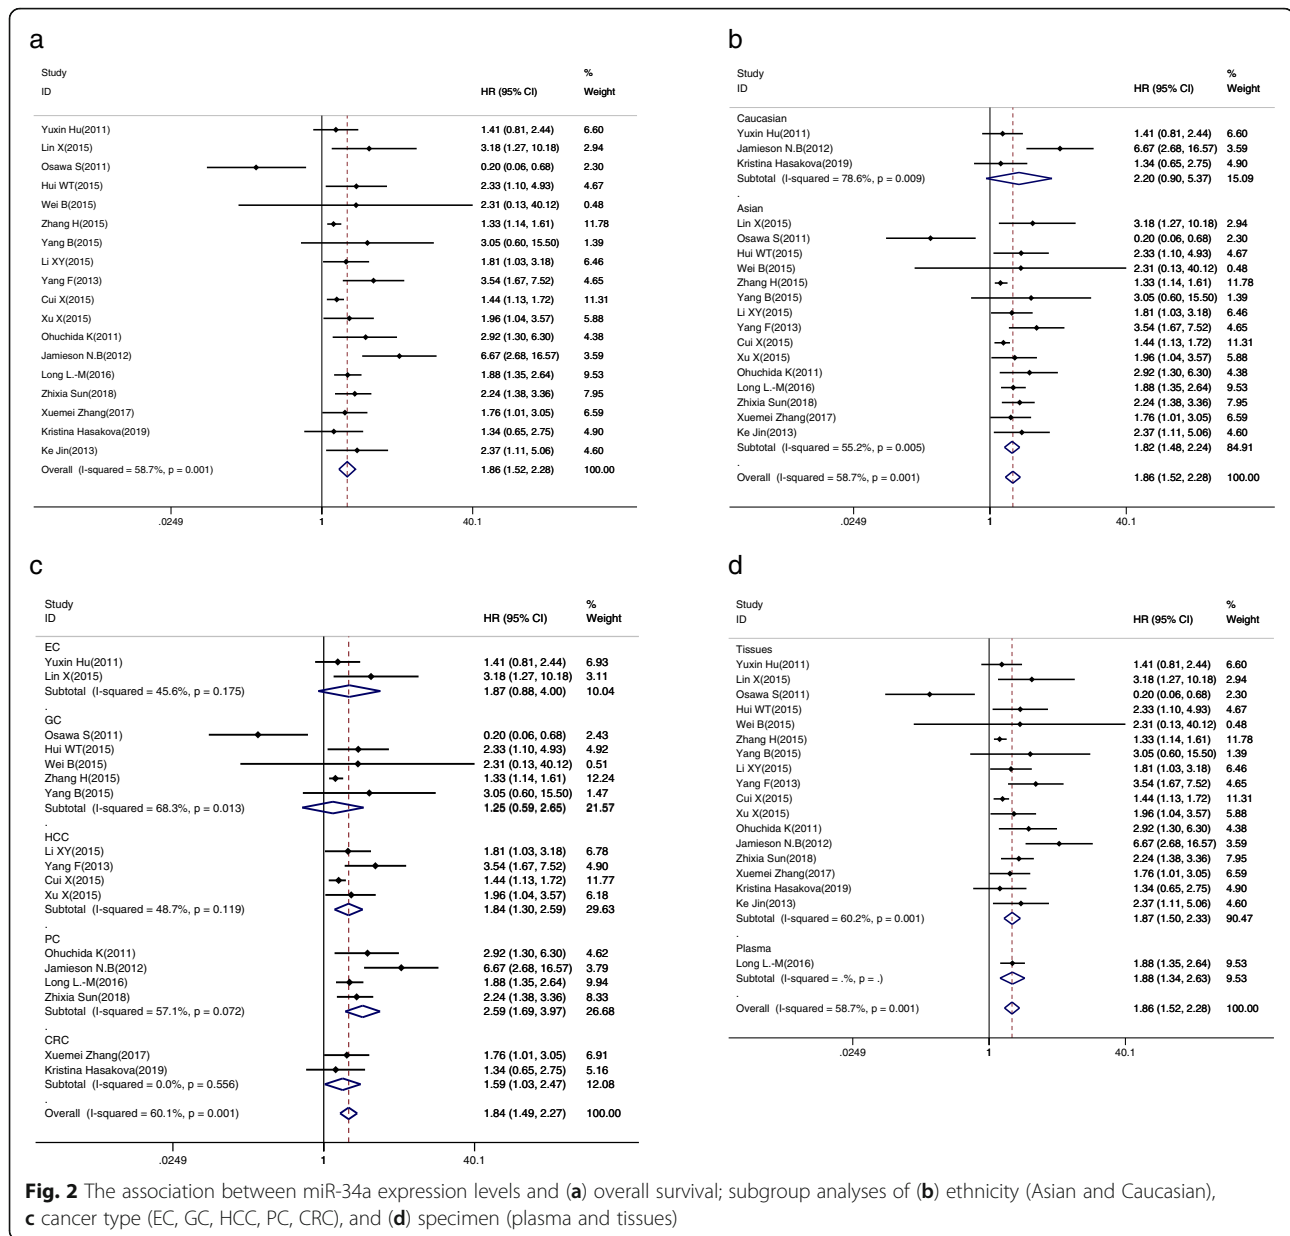 a
Study %
ID HR (95% CI) Weight
Yuxin Hu(2011) 1.41 (0.81, 2.44) 6.60
Lin X(2015) 3.18 (1.27, 10.18) 2.94
Osawa S(2011) 0.20 (0.06, 0.68) 2.30
Hui WT(2015) 2.33 (1.10, 4.93) 4.67
Wei B(2015) 2.31 (0.13, 40.12) 0.48
Zhang H(2015) 1.33 (1.14, 1.61) 11.78
Yang B(2015) 3.05 (0.60, 15.50) 1.39
Li XY(2015) 1.81 (1.03, 3.18) 6.46
Yang F(2013) 3.54 (1.67, 7.52) 4.65
Cui X(2015) 1.44 (1.13, 1.72) 11.31
Xu X(2015) 1.96 (1.04, 3.57) 5.88
Ohuchida K(2011) 2.92 (1.30, 6.30) 4.38
Jamieson N.B(2012) 6.67 (2.68, 16.57) 3.59
Long L.-M(2016) 1.88 (1.35, 2.64) 9.53
Zhixia Sun(2018) 2.24 (1.38, 3.36) 7.95
Xuemei Zhang(2017) 1.76 (1.01, 3.05) 6.59
Kristina Hasakova(2019) 1.34 (0.65, 2.75) 4.90
Ke Jin(2013) 2.37 (1.11, 5.06) 4.60
Overall (I-squared = 58.7%, p = 0.001) 1.86 (1.52, 2.28) 100.00
.0249 1 40.1
b
Study %
ID HR (95% CI) Weight
Caucasian
Yuxin Hu(2011) 1.41 (0.81, 2.44) 6.60
Jamieson N.B(2012) 6.67 (2.68, 16.57) 3.59
Kristina Hasakova(2019) 1.34 (0.65, 2.75) 4.90
Subtotal (I-squared = 78.6%, p = 0.009) 2.20 (0.90, 5.37) 15.09
.
Asian
Lin X(2015) 3.18 (1.27, 10.18) 2.94
Osawa S(2011) 0.20 (0.06, 0.68) 2.30
Hui WT(2015) 2.33 (1.10, 4.93) 4.67
Wei B(2015) 2.31 (0.13, 40.12) 0.48
Zhang H(2015) 1.33 (1.14, 1.61) 11.78
Yang B(2015) 3.05 (0.60, 15.50) 1.39
Li XY(2015) 1.81 (1.03, 3.18) 6.46
Yang F(2013) 3.54 (1.67, 7.52) 4.65
Cui X(2015) 1.44 (1.13, 1.72) 11.31
Xu X(2015) 1.96 (1.04, 3.57) 5.88
Ohuchida K(2011) 2.92 (1.30, 6.30) 4.38
Long L.-M(2016) 1.88 (1.35, 2.64) 9.53
Zhixia Sun(2018) 2.24 (1.38, 3.36) 7.95
Xuemei Zhang(2017) 1.76 (1.01, 3.05) 6.59
Ke Jin(2013) 2.37 (1.11, 5.06) 4.60
Subtotal (I-squared = 55.2%, p = 0.005) 1.82 (1.48, 2.24) 84.91
.
Overall (I-squared = 58.7%, p = 0.001) 1.86 (1.52, 2.28) 100.00
.0249 1 40.1
c
Study %
ID HR (95% CI) Weight
EC
Yuxin Hu(2011) 1.41 (0.81, 2.44) 6.93
Lin X(2015) 3.18 (1.27, 10.18) 3.11
Subtotal (I-squared = 45.6%, p = 0.175) 1.87 (0.88, 4.00) 10.04
.
GC
Osawa S(2011) 0.20 (0.06, 0.68) 2.43
Hui WT(2015) 2.33 (1.10, 4.93) 4.92
Wei B(2015) 2.31 (0.13, 40.12) 0.51
Zhang H(2015) 1.33 (1.14, 1.61) 12.24
Yang B(2015) 3.05 (0.60, 15.50) 1.47
Subtotal (I-squared = 68.3%, p = 0.013) 1.25 (0.59, 2.65) 21.57
.
HCC
Li XY(2015) 1.81 (1.03, 3.18) 6.78
Yang F(2013) 3.54 (1.67, 7.52) 4.90
Cui X(2015) 1.44 (1.13, 1.72) 11.77
Xu X(2015) 1.96 (1.04, 3.57) 6.18
Subtotal (I-squared = 48.7%, p = 0.119) 1.84 (1.30, 2.59) 29.63
.
PC
Ohuchida K(2011) 2.92 (1.30, 6.30) 4.62
Jamieson N.B(2012) 6.67 (2.68, 16.57) 3.79
Long L.-M(2016) 1.88 (1.35, 2.64) 9.94
Zhixia Sun(2018) 2.24 (1.38, 3.36) 8.33
Subtotal (I-squared = 57.1%, p = 0.072) 2.59 (1.69, 3.97) 26.68
.
CRC
Xuemei Zhang(2017) 1.76 (1.01, 3.05) 6.91
Kristina Hasakova(2019) 1.34 (0.65, 2.75) 5.16
Subtotal (I-squared = 0.0%, p = 0.556) 1.59 (1.03, 2.47) 12.08
.
Overall (I-squared = 60.1%, p = 0.001) 1.84 (1.49, 2.27) 100.00
.0249 1 40.1
d
Study %
ID HR (95% CI) Weight
Tissues
Yuxin Hu(2011) 1.41 (0.81, 2.44) 6.60
Lin X(2015) 3.18 (1.27, 10.18) 2.94
Osawa S(2011) 0.20 (0.06, 0.68) 2.30
Hui WT(2015) 2.33 (1.10, 4.93) 4.67
Wei B(2015) 2.31 (0.13, 40.12) 0.48
Zhang H(2015) 1.33 (1.14, 1.61) 11.78
Yang B(2015) 3.05 (0.60, 15.50) 1.39
Li XY(2015) 1.81 (1.03, 3.18) 6.46
Yang F(2013) 3.54 (1.67, 7.52) 4.65
Cui X(2015) 1.44 (1.13, 1.72) 11.31
Xu X(2015) 1.96 (1.04, 3.57) 5.88
Ohuchida K(2011) 2.92 (1.30, 6.30) 4.38
Jamieson N.B(2012) 6.67 (2.68, 16.57) 3.59
Zhixia Sun(2018) 2.24 (1.38, 3.36) 7.95
Xuemei Zhang(2017) 1.76 (1.01, 3.05) 6.59
Kristina Hasakova(2019) 1.34 (0.65, 2.75) 4.90
Ke Jin(2013) 2.37 (1.11, 5.06) 4.60
Subtotal (I-squared = 60.2%, p = 0.001) 1.87 (1.50, 2.33) 90.47
.
Plasma
Long L.-M(2016) 1.88 (1.35, 2.64) 9.53
Subtotal (I-squared = .%, p = .) 1.88 (1.34, 2.63) 9.53
.
Overall (I-squared = 58.7%, p = 0.001) 1.86 (1.52, 2.28) 100.00
.0249 1 40.1
Fig. 2 The association between miR-34a expression levels and (a) overall survival; subgroup analyses of (b) ethnicity (Asian and Caucasian),
c cancer type (EC, GC, HCC, PC, CRC), and (d) specimen (plasma and tissues)